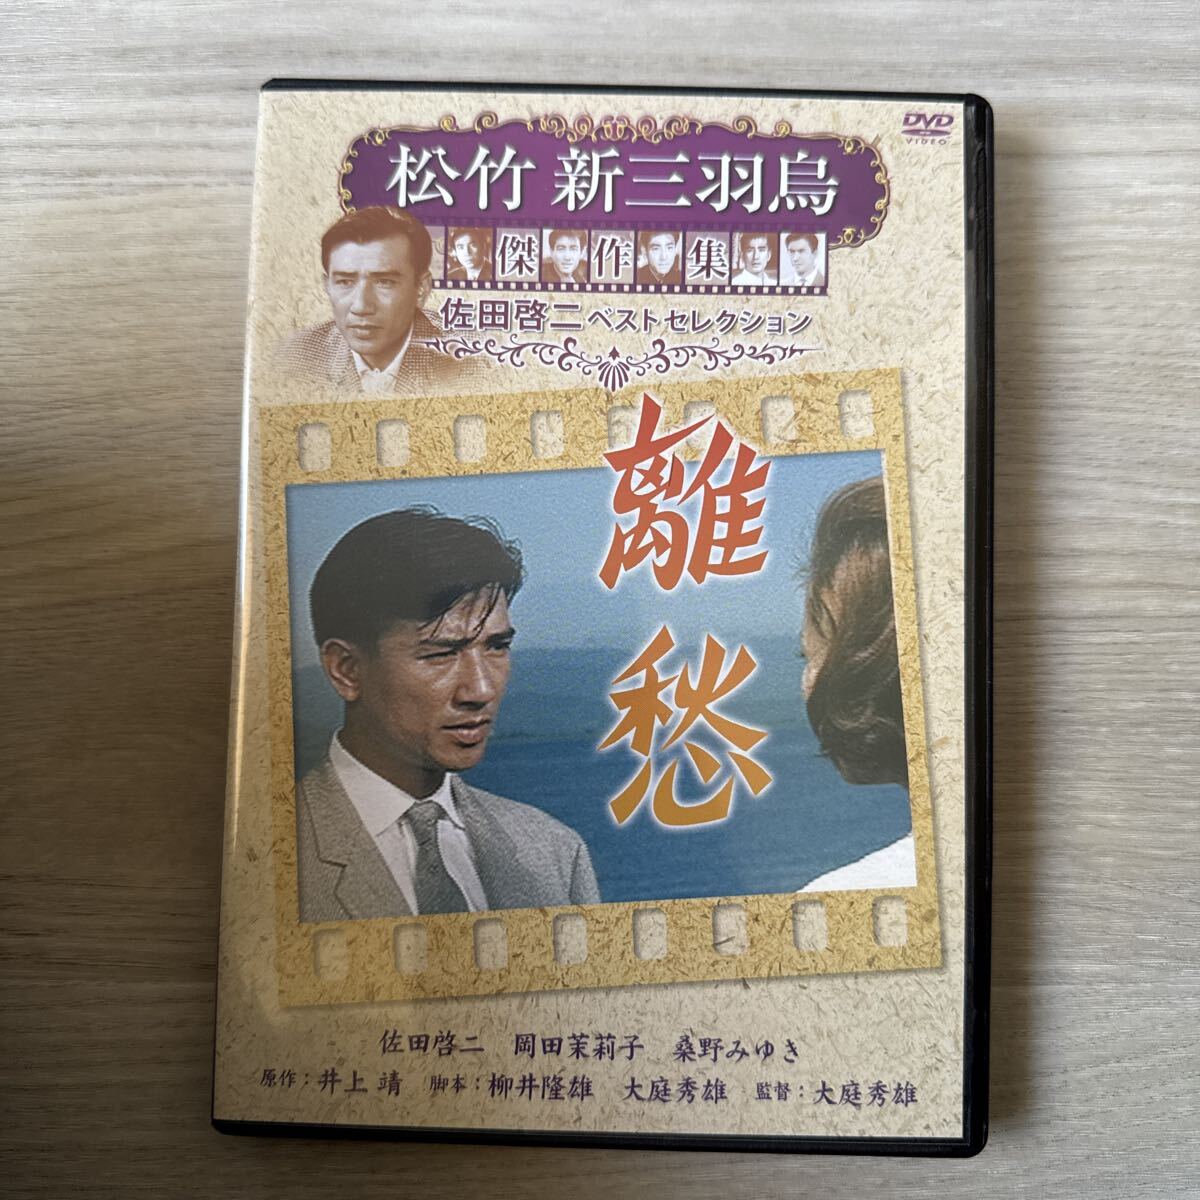 DVD
VIDEO
松竹 新三羽烏
傑作集
佐田啓二 ベストセレクション
離愁
佐田啓二 岡田茉莉子 桑野みゆき
原作：井上 靖 脚本：柳井隆雄 大庭秀雄 監督：大庭秀雄